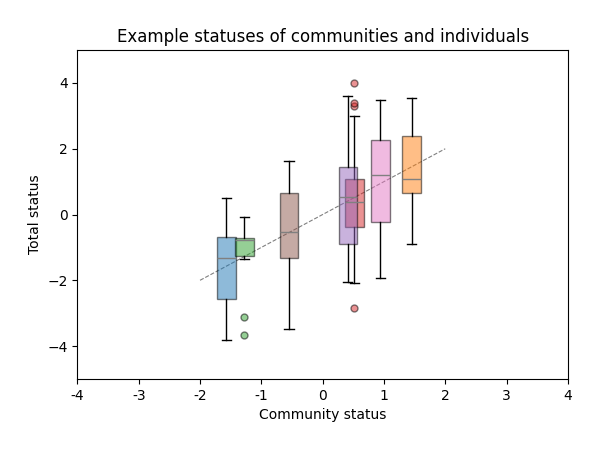 Example statuses of communities and individuals
Total status
4
2
0
−2
−4
-4 -3 -2 -1 0 1 2 3 4
Community status